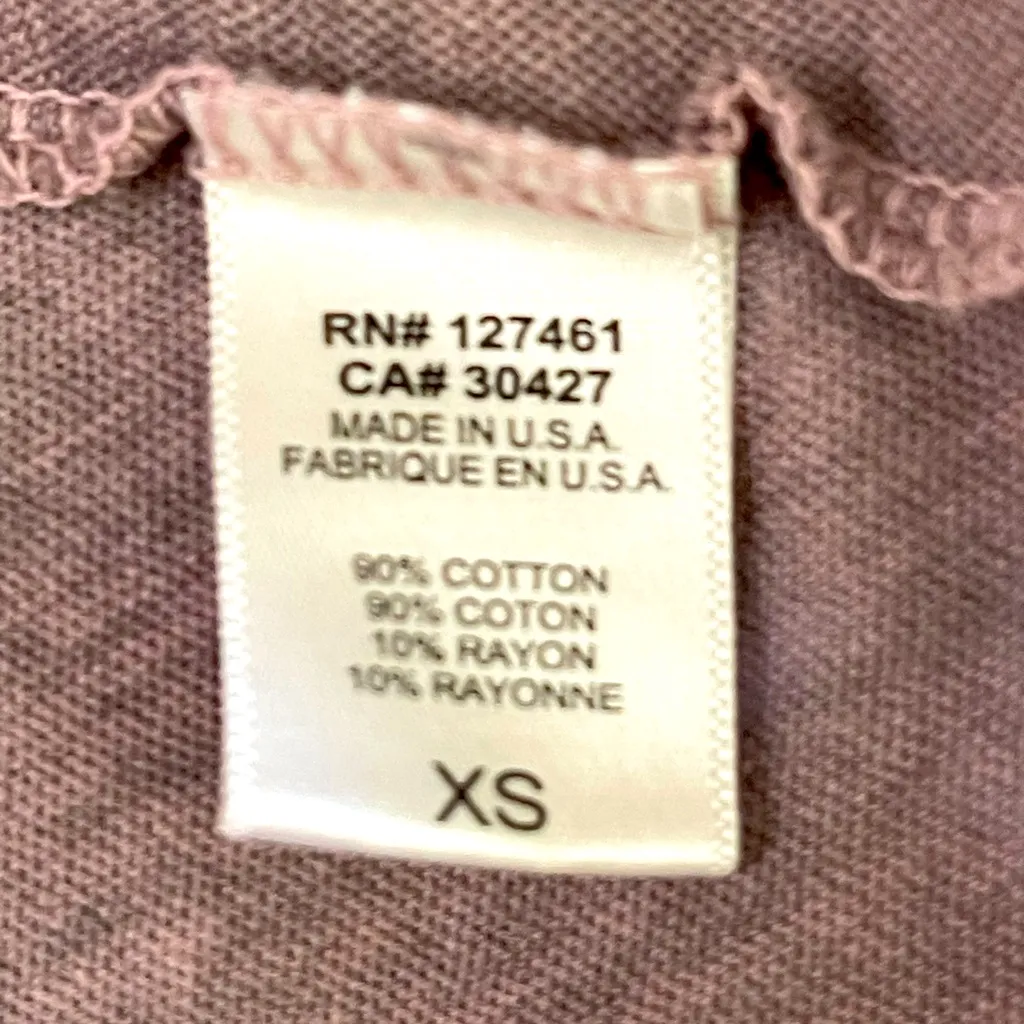 RN# 127461
CA# 30427
MADE IN U.S.A.
FABRIQUE EN U.S.A.
90% COTTON
90% COTON
10% RAYON
10% RAYONNE
XS